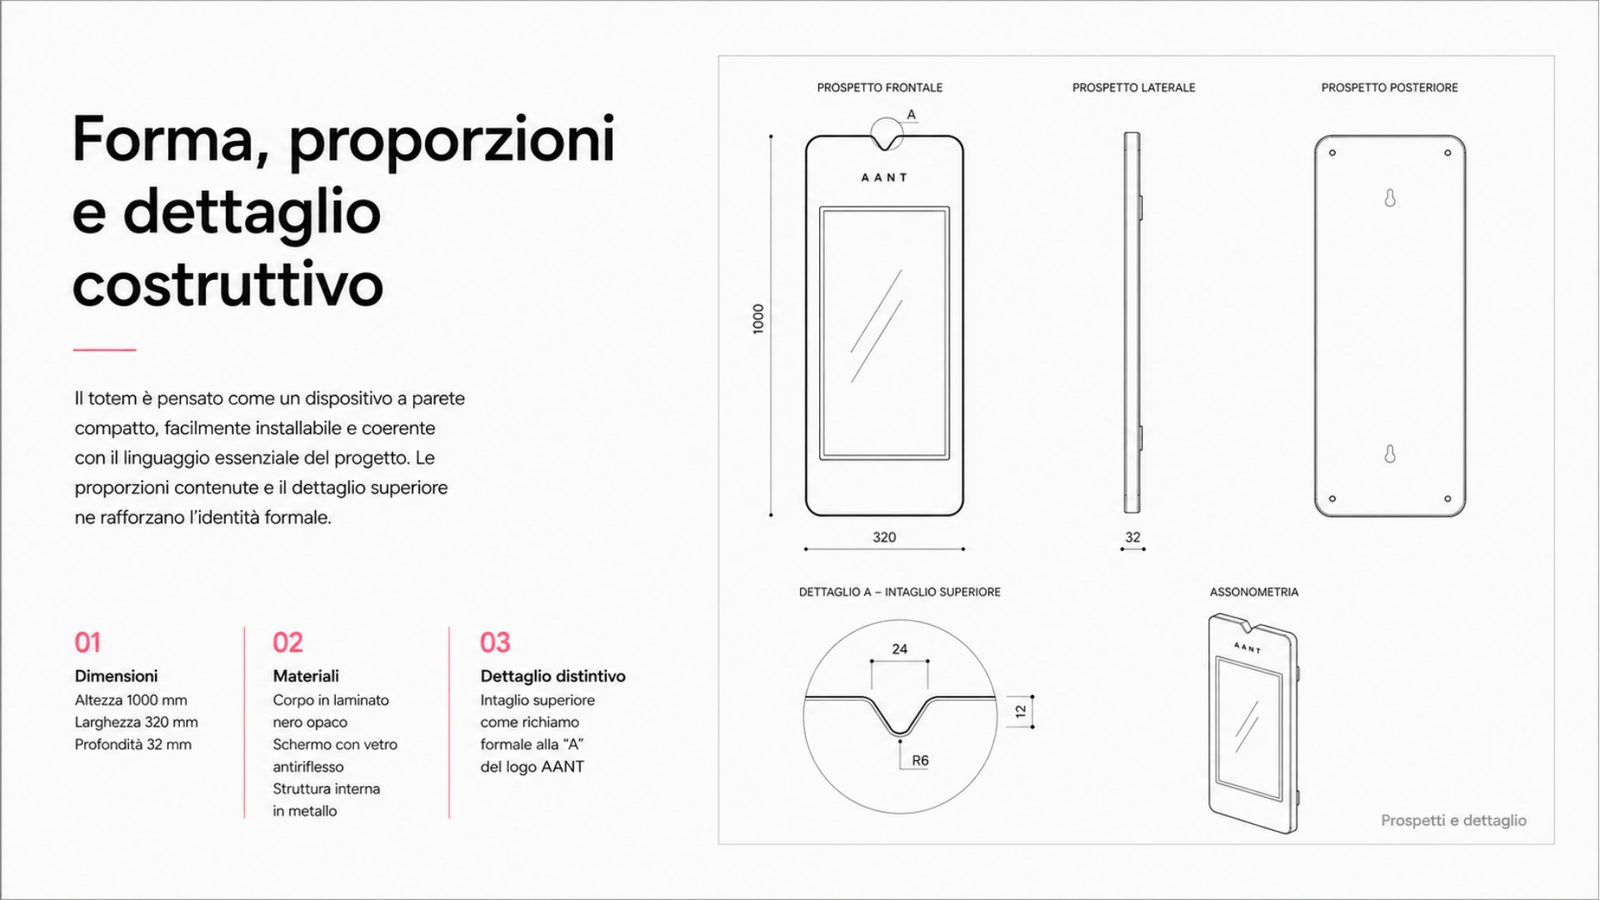 Forma, proporzioni
e dettaglio
costruttivo
Il totem è pensato come un dispositivo a parete
compatto, facilmente installabile e coerente
con il linguaggio essenziale del progetto. Le
proporzioni contenute e il dettaglio superiore
ne rafforzano l’identità formale.
01
Dimensioni
Altezza 1000 mm
Larghezza 320 mm
Profondità 32 mm
02
Materiali
Corpo in laminato
nero opaco
Schermo con vetro
antiriflesso
Struttura interna
in metallo
03
Dettaglio distintivo
Intaglio superiore
come richiamo
formale alla “A”
del logo AANT
PROSPETTO FRONTALE
A
AANT
1000
320
PROSPETTO LATERALE
32
PROSPETTO POSTERIORE
DETTAGLIO A – INTAGLIO SUPERIORE
24
12
R6
ASSONOMETRIA
AANT
Prospetti e dettaglio